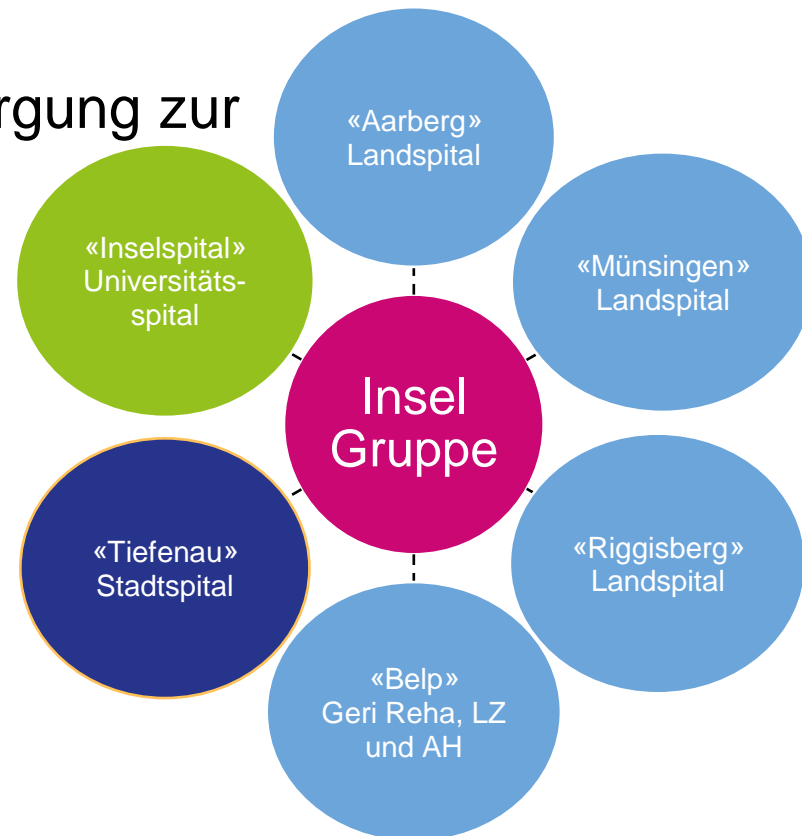 rgung zur
«Aarberg»
Landspital
«Inselspital»
Universitäts-
spital
«Münsingen»
Landspital
Insel
Gruppe
«Tiefenau»
Stadtspital
«Riggisberg»
Landspital
«Belp»
Geri Reha, LZ
und AH